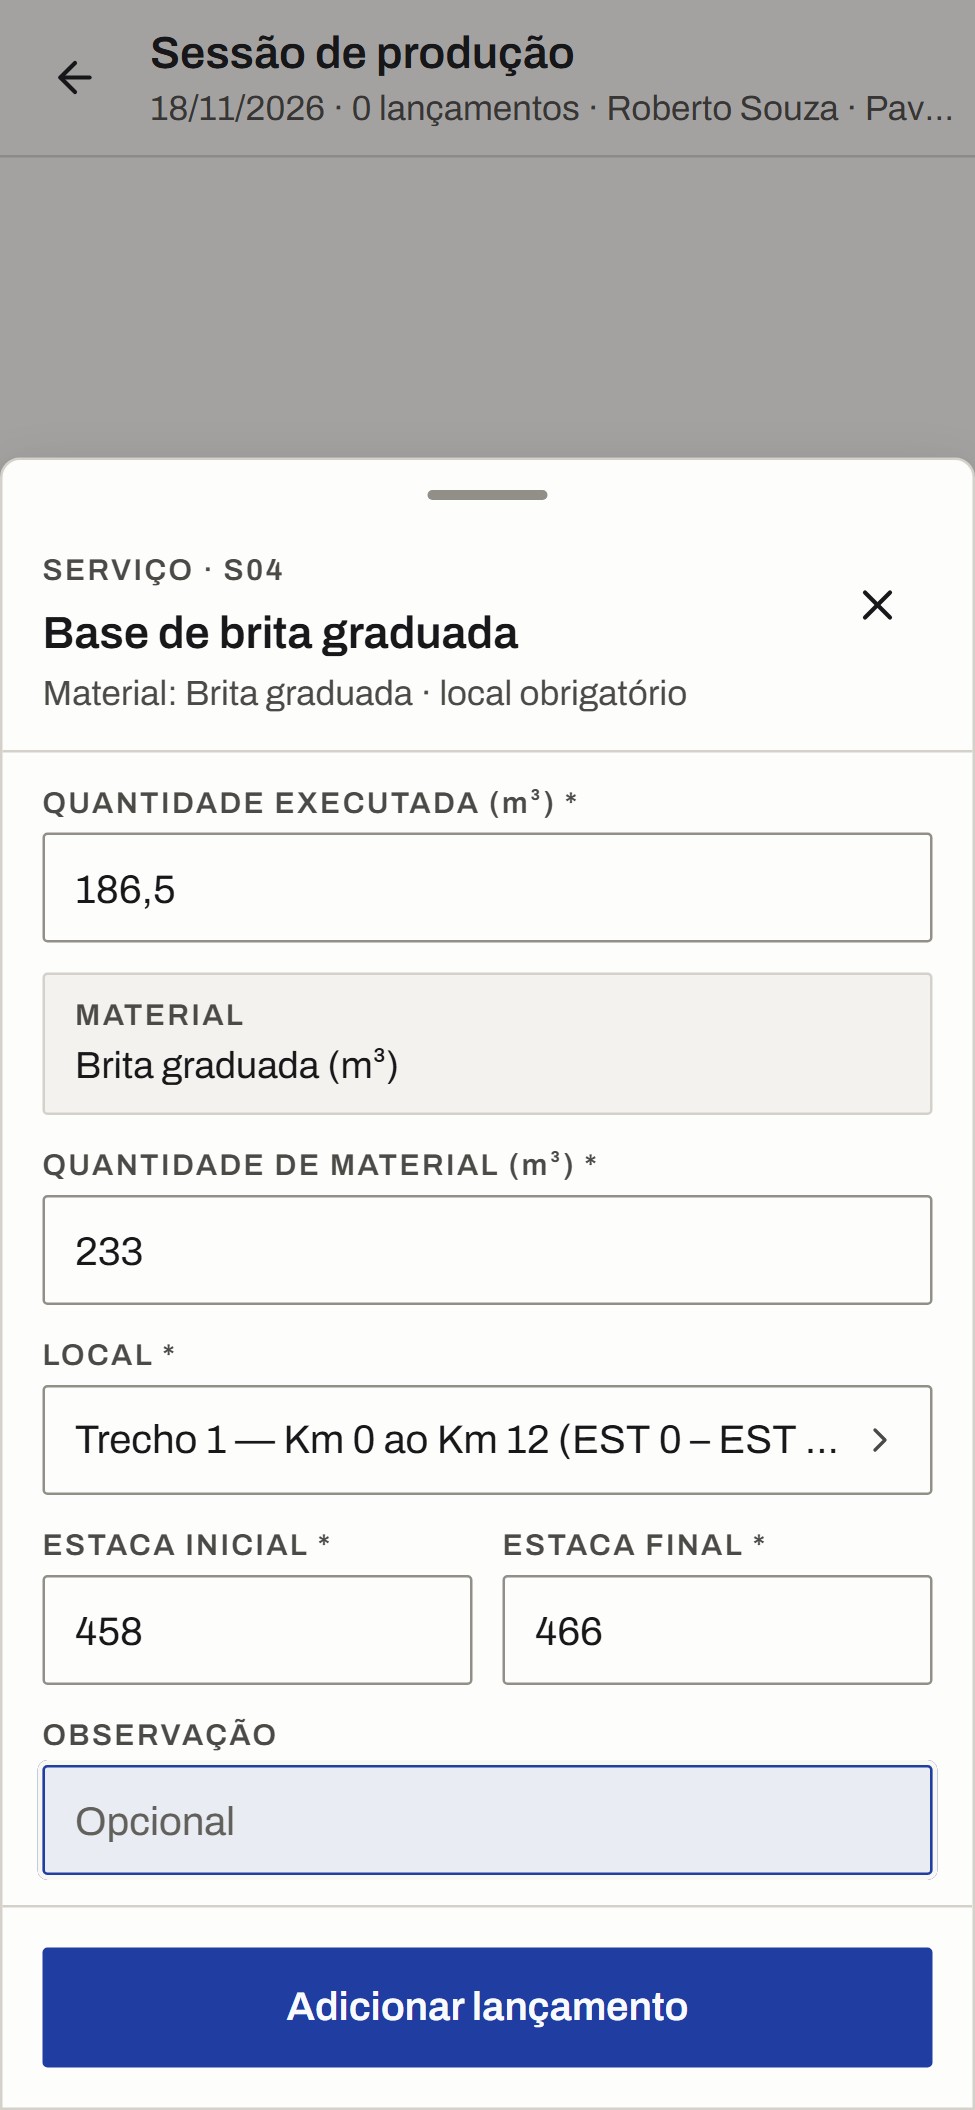 Sessão de produção
18/11/2026 · 0 lançamentos · Roberto Souza · Pav...
SERVIÇO · S04
Base de brita graduada
Material: Brita graduada · local obrigatório
QUANTIDADE EXECUTADA (m³) *
186,5
MATERIAL
Brita graduada (m³)
QUANTIDADE DE MATERIAL (m³) *
233
LOCAL *
Trecho 1 — Km 0 ao Km 12 (EST 0 – EST ...
ESTACA INICIAL * ESTACA FINAL *
458 466
OBSERVAÇÃO
Opcional
Adicionar lançamento